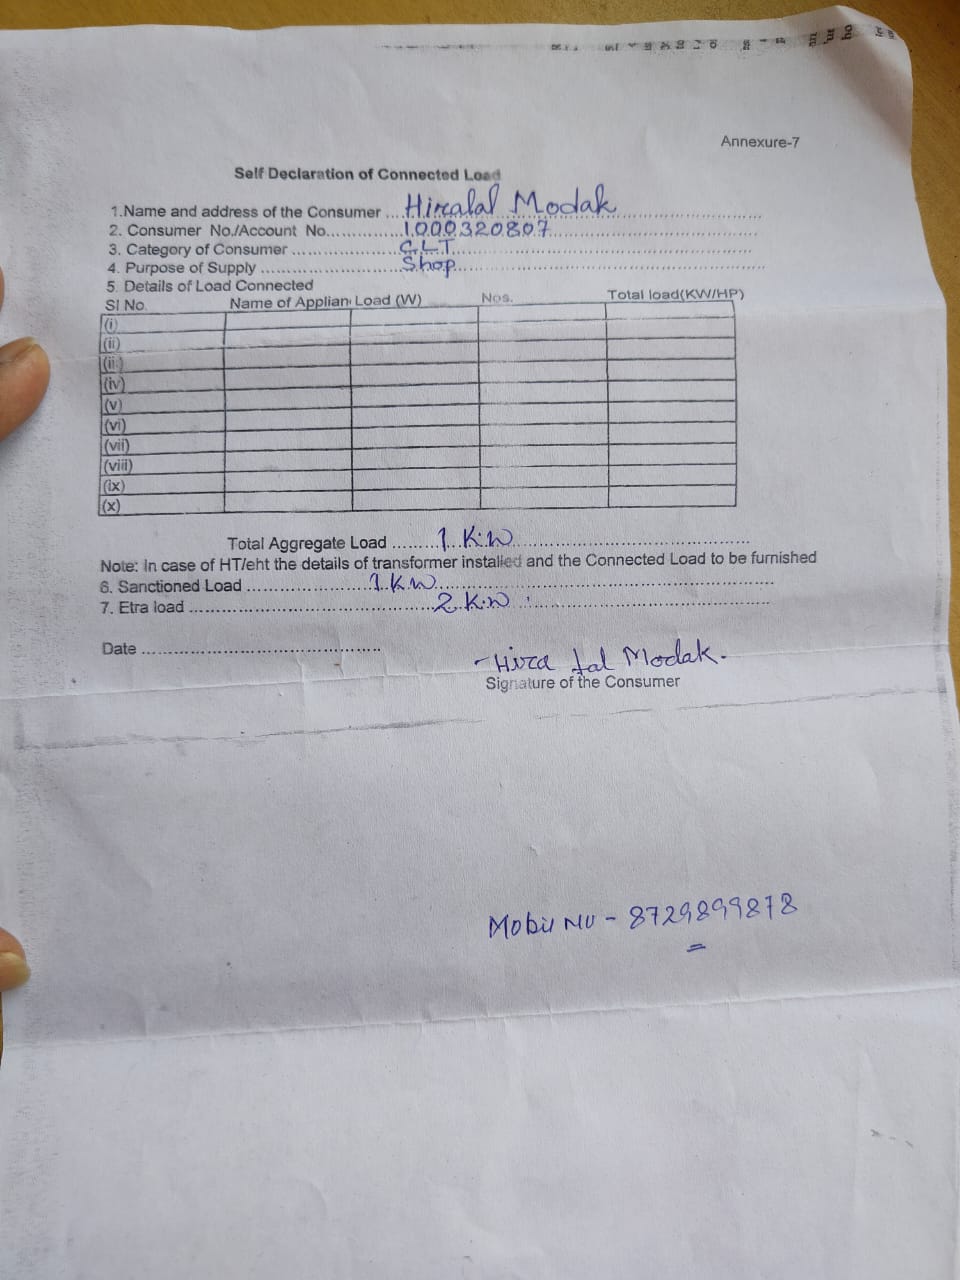 Annexure-7
Self Declaration of Connected Load
1.Name and address of the Consumer ....Hiralal Modak..............
2. Consumer No./Account No..............1000320807..............
3. Category of Consumer ..............GLT..............
4. Purpose of Supply ..............Shop..............
5. Details of Load Connected
Sl No. Name of Applian Load (W) Nos. Total load(KW/HP)
(i)
(ii)
(iii)
(iv)
(v)
(vi)
(vii)
(viii)
(ix)
(x)
Total Aggregate Load ........1 K.W..............
Note: In case of HT/eht the details of transformer installed and the Connected Load to be furnished
6. Sanctioned Load ..............1 K.W..............
7. Etra load ..............2 K.W..............
Date ..............
Hira Lal Modak.
Signature of the Consumer
Mobil NU - 8729899878